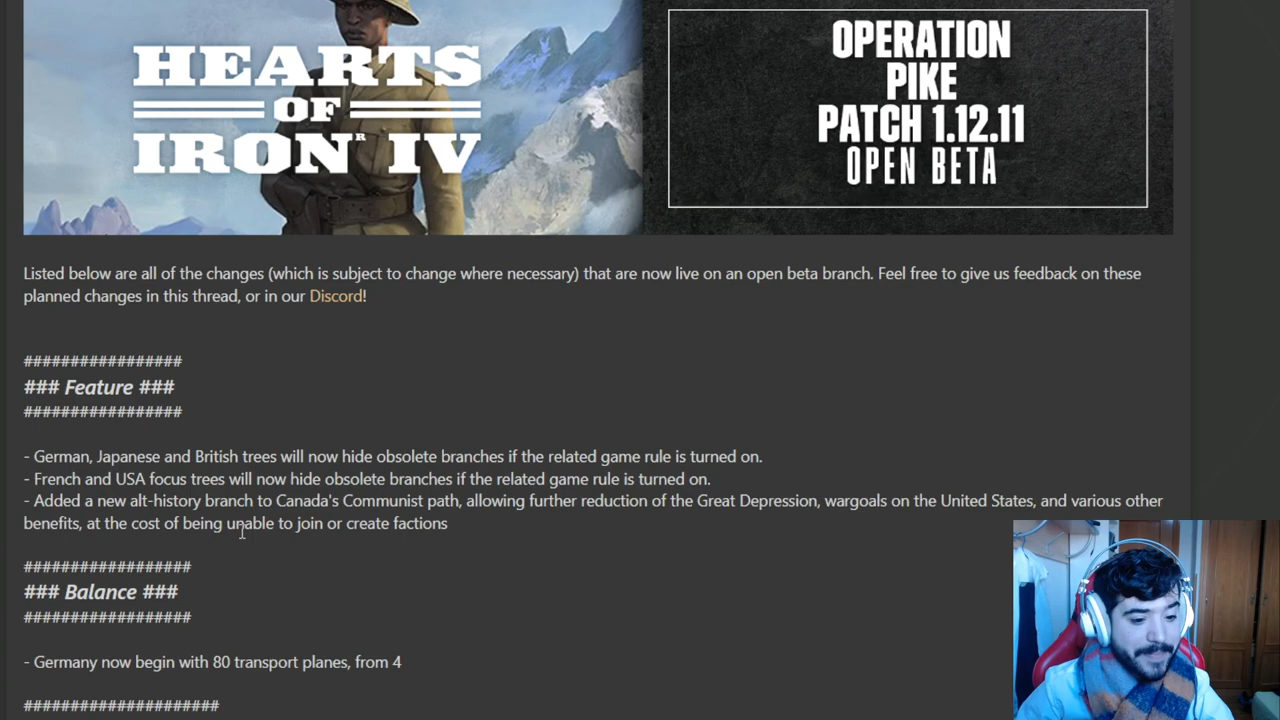 HEARTS
OF
IRON IV
OPERATION
PIKE
PATCH 1.12.11
OPEN BETA
Listed below are all of the changes (which is subject to change where necessary) that are now live on an open beta branch. Feel free to give us feedback on these
planned changes in this thread, or in our Discord!
#################
### Feature ###
#################
- German, Japanese and British trees will now hide obsolete branches if the related game rule is turned on.
- French and USA focus trees will now hide obsolete branches if the related game rule is turned on.
- Added a new alt-history branch to Canada's Communist path, allowing further reduction of the Great Depression, wargoals on the United States, and various other
benefits, at the cost of being unable to join or create factions
##################
### Balance ###
##################
- Germany now begin with 80 transport planes, from 4
#####################